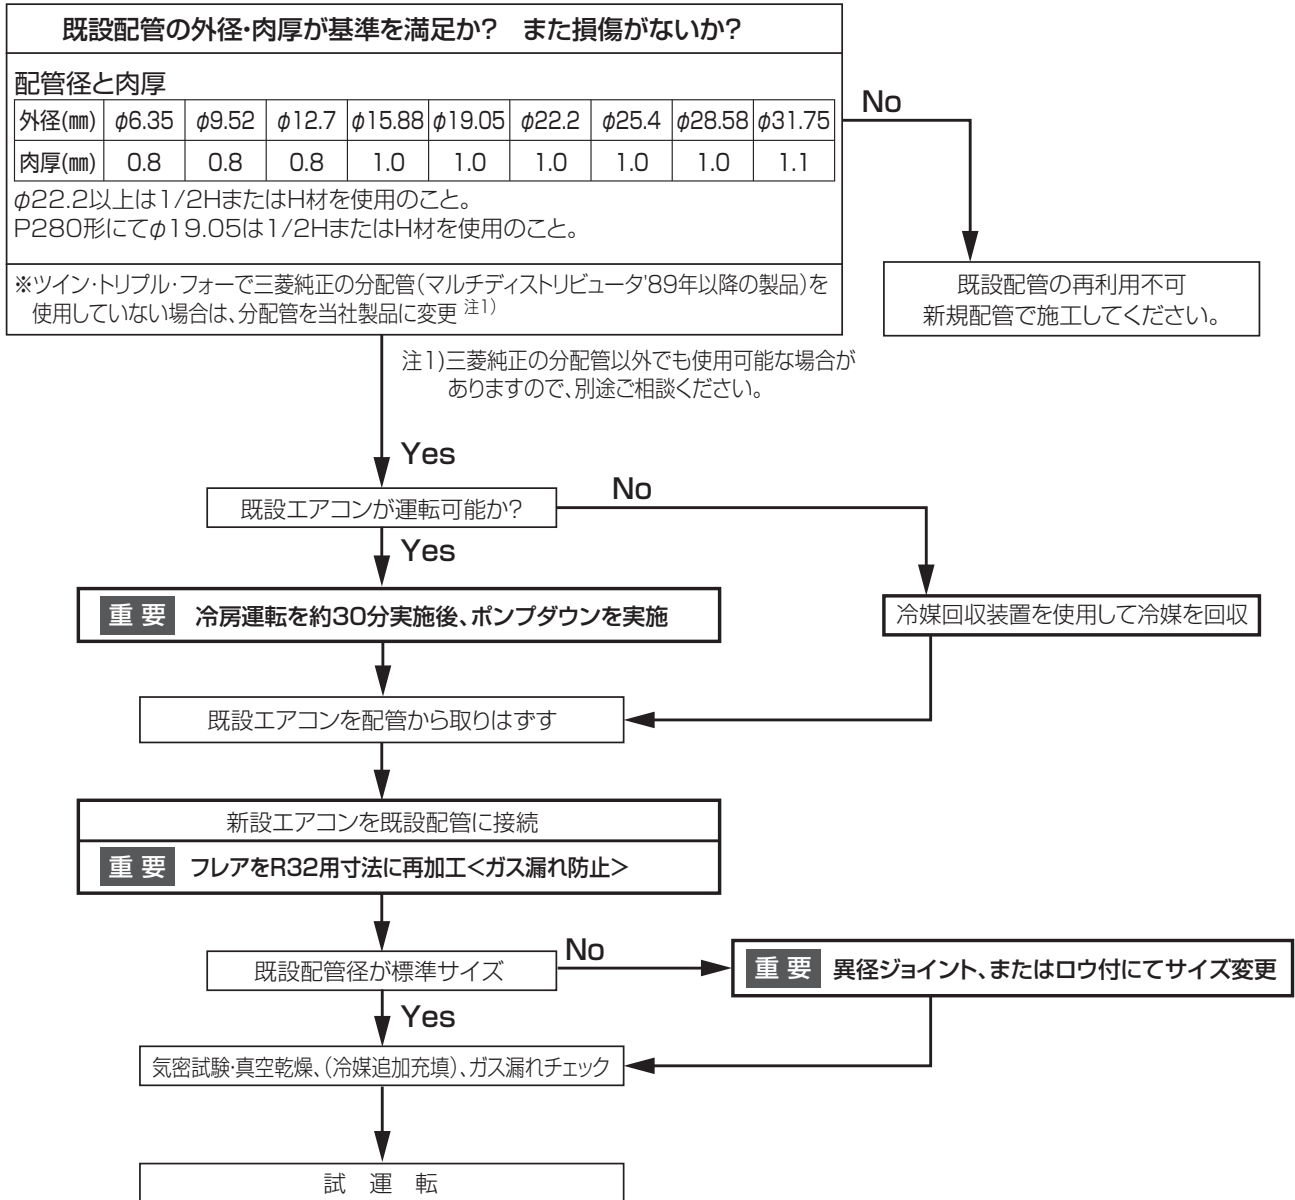 既設配管の外径・肉厚が基準を満足か? また損傷がないか?
配管径と肉厚
外径(㎜) φ6.35 φ9.52 φ12.7 φ15.88 φ19.05 φ22.2 φ25.4 φ28.58 φ31.75
肉厚(㎜) 0.8 0.8 0.8 1.0 1.0 1.0 1.0 1.0 1.1
φ22.2以上は1/2HまたはH材を使用のこと。
P280形にてφ19.05は1/2HまたはH材を使用のこと。
※ツイン・トリプル・フォーで三菱純正の分配管(マルチディストリビュータ'89年以降の製品)を
使用していない場合は、分配管を当社製品に変更 注1)
No
既設配管の再利用不可
新規配管で施工してください。
注1)三菱純正の分配管以外でも使用可能な場合が
ありますので、別途ご相談ください。
Yes
既設エアコンが運転可能か?
No
Yes
重要 冷房運転を約30分実施後、ポンプダウンを実施
冷媒回収装置を使用して冷媒を回収
既設エアコンを配管から取りはずす
新設エアコンを既設配管に接続
重要 フレアをR32用寸法に再加工<ガス漏れ防止>
既設配管径が標準サイズ
No
重要 異径ジョイント、またはロウ付にてサイズ変更
Yes
気密試験・真空乾燥、(冷媒追加充填)、ガス漏れチェック
試 運 転